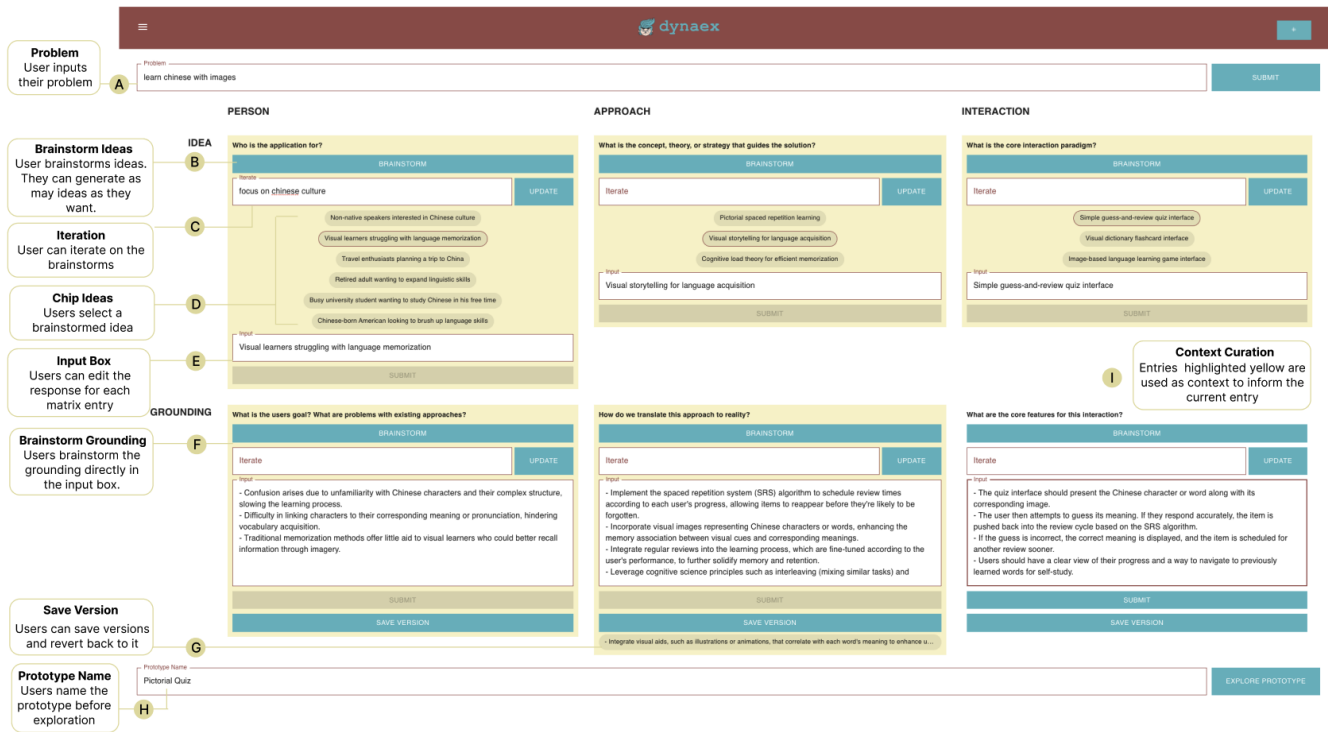 dynaex
+
Problem
User inputs
their problem
A
Problem
learn chinese with images
SUBMIT
PERSON
APPROACH
INTERACTION
IDEA
Brainstorm Ideas
User brainstorms ideas.
They can generate as
may ideas as they
want.
B
Who is the application for?
BRAINSTORM
Iterate
focus on chinese culture
UPDATE
Iteration
User can iterate on the
brainstorms
C
Non-native speakers interested in Chinese culture
Visual learners struggling with language memorization
Travel enthusiasts planning a trip to China
Retired adult wanting to expand linguistic skills
Busy university student wanting to study Chinese in his free time
Chinese-born American looking to brush up language skills
Chip Ideas
Users select a
brainstormed idea
D
Input
Visual learners struggling with language memorization
SUBMIT
Input Box
Users can edit the
response for each
matrix entry
E
What is the concept, theory, or strategy that guides the solution?
BRAINSTORM
Iterate
UPDATE
Pictorial spaced repetition learning
Visual storytelling for language acquisition
Cognitive load theory for efficient memorization
Input
Visual storytelling for language acquisition
SUBMIT
What is the core interaction paradigm?
BRAINSTORM
Iterate
UPDATE
Simple guess-and-review quiz interface
Visual dictionary flashcard interface
Image-based language learning game interface
Input
Simple guess-and-review quiz interface
SUBMIT
I
Context Curation
Entries highlighted yellow are
used as context to inform the
current entry
GROUNDING
Brainstorm Grounding
Users brainstorm the
grounding directly in
the input box.
F
What is the users goal? What are problems with existing approaches?
BRAINSTORM
Iterate
UPDATE
Input
- Confusion arises due to unfamiliarity with Chinese characters and their complex structure,
slowing the learning process.
- Difficulty in linking characters to their corresponding meaning or pronunciation, hindering
vocabulary acquisition.
- Traditional memorization methods offer little aid to visual learners who could better recall
information through imagery.
SUBMIT
SAVE VERSION
How do we translate this approach to reality?
BRAINSTORM
Iterate
UPDATE
Input
- Implement the spaced repetition system (SRS) algorithm to schedule review times
according to each user's progress, allowing items to reappear before they're likely to be
forgotten.
- Incorporate visual images representing Chinese characters or words, enhancing the
memory association between visual cues and corresponding meanings.
- Integrate regular reviews into the learning process, which are fine-tuned according to the
user's performance, to further solidify memory and retention.
- Leverage cognitive science principles such as interleaving (mixing similar tasks) and
SUBMIT
SAVE VERSION
- Integrate visual aids, such as illustrations or animations, that correlate with each word's meaning to enhance u...
What are the core features for this interaction?
BRAINSTORM
Iterate
UPDATE
Input
- The quiz interface should present the Chinese character or word along with its
corresponding image.
- The user then attempts to guess its meaning. If they respond accurately, the item is
pushed back into the review cycle based on the SRS algorithm.
- If the guess is incorrect, the correct meaning is displayed, and the item is scheduled for
another review sooner.
- Users should have a clear view of their progress and a way to navigate to previously
learned words for self-study.
SUBMIT
SAVE VERSION
Save Version
Users can save versions
and revert back to it
G
Prototype Name
Users name the
prototype before
exploration
H
Prototype Name
Pictorial Quiz
EXPLORE PROTOTYPE